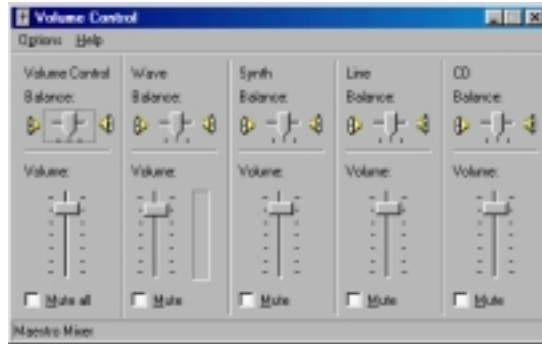 Volume Control
Options Help
Volume Control Wave Synth Line CD
Balance: Balance: Balance: Balance: Balance:
Volume: Volume: Volume: Volume: Volume:
Mute all Mute Mute Mute Mute
Maestro Mixer